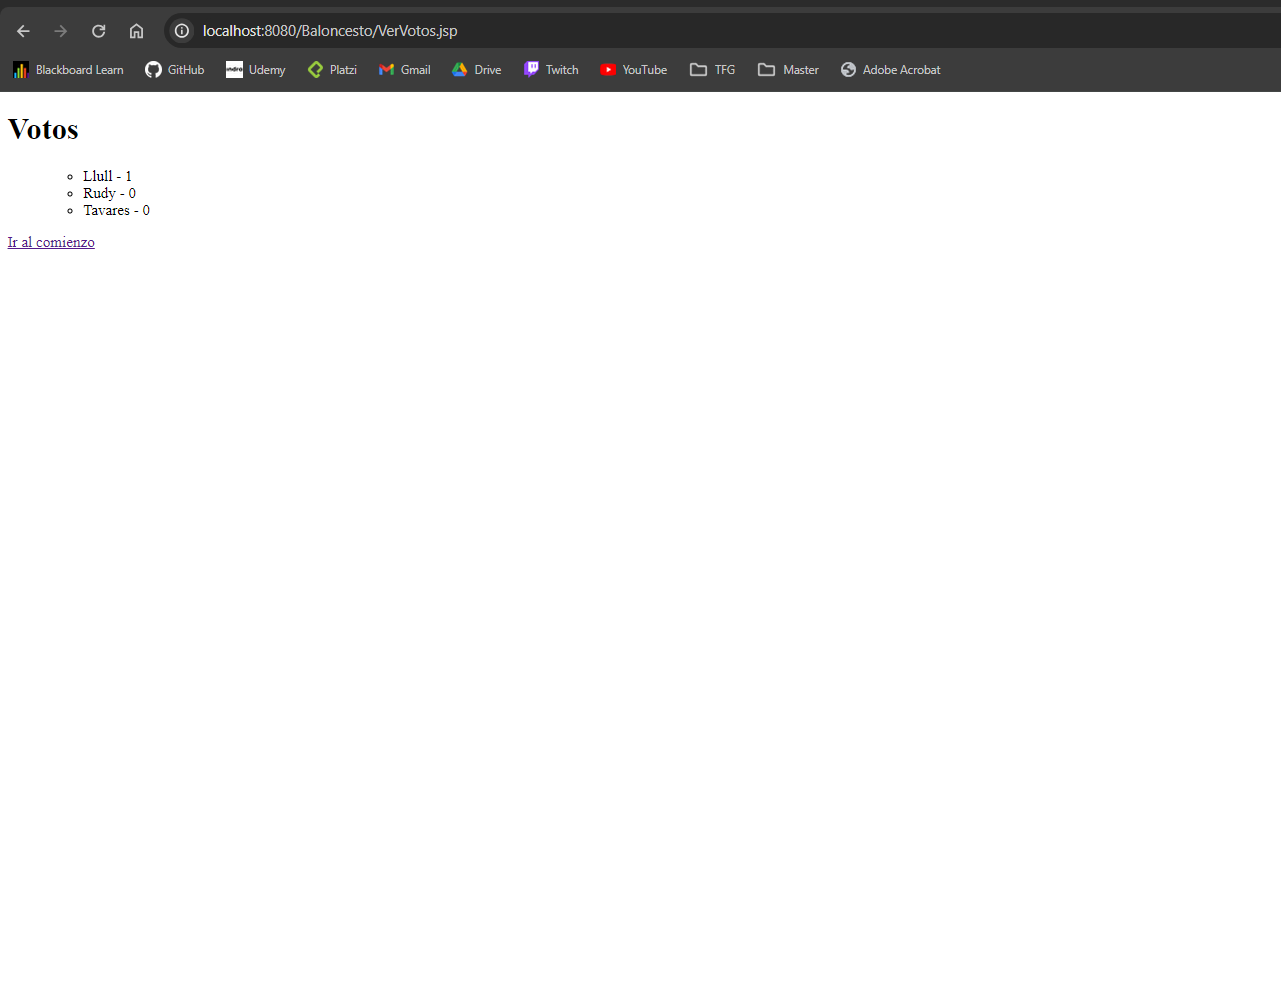 localhost:8080/Baloncesto/VerVotos.jsp
Blackboard Learn GitHub Udemy Platzi Gmail Drive Twitch YouTube TFG Master Adobe Acrobat
Votos
Llull - 1
Rudy - 0
Tavares - 0
Ir al comienzo